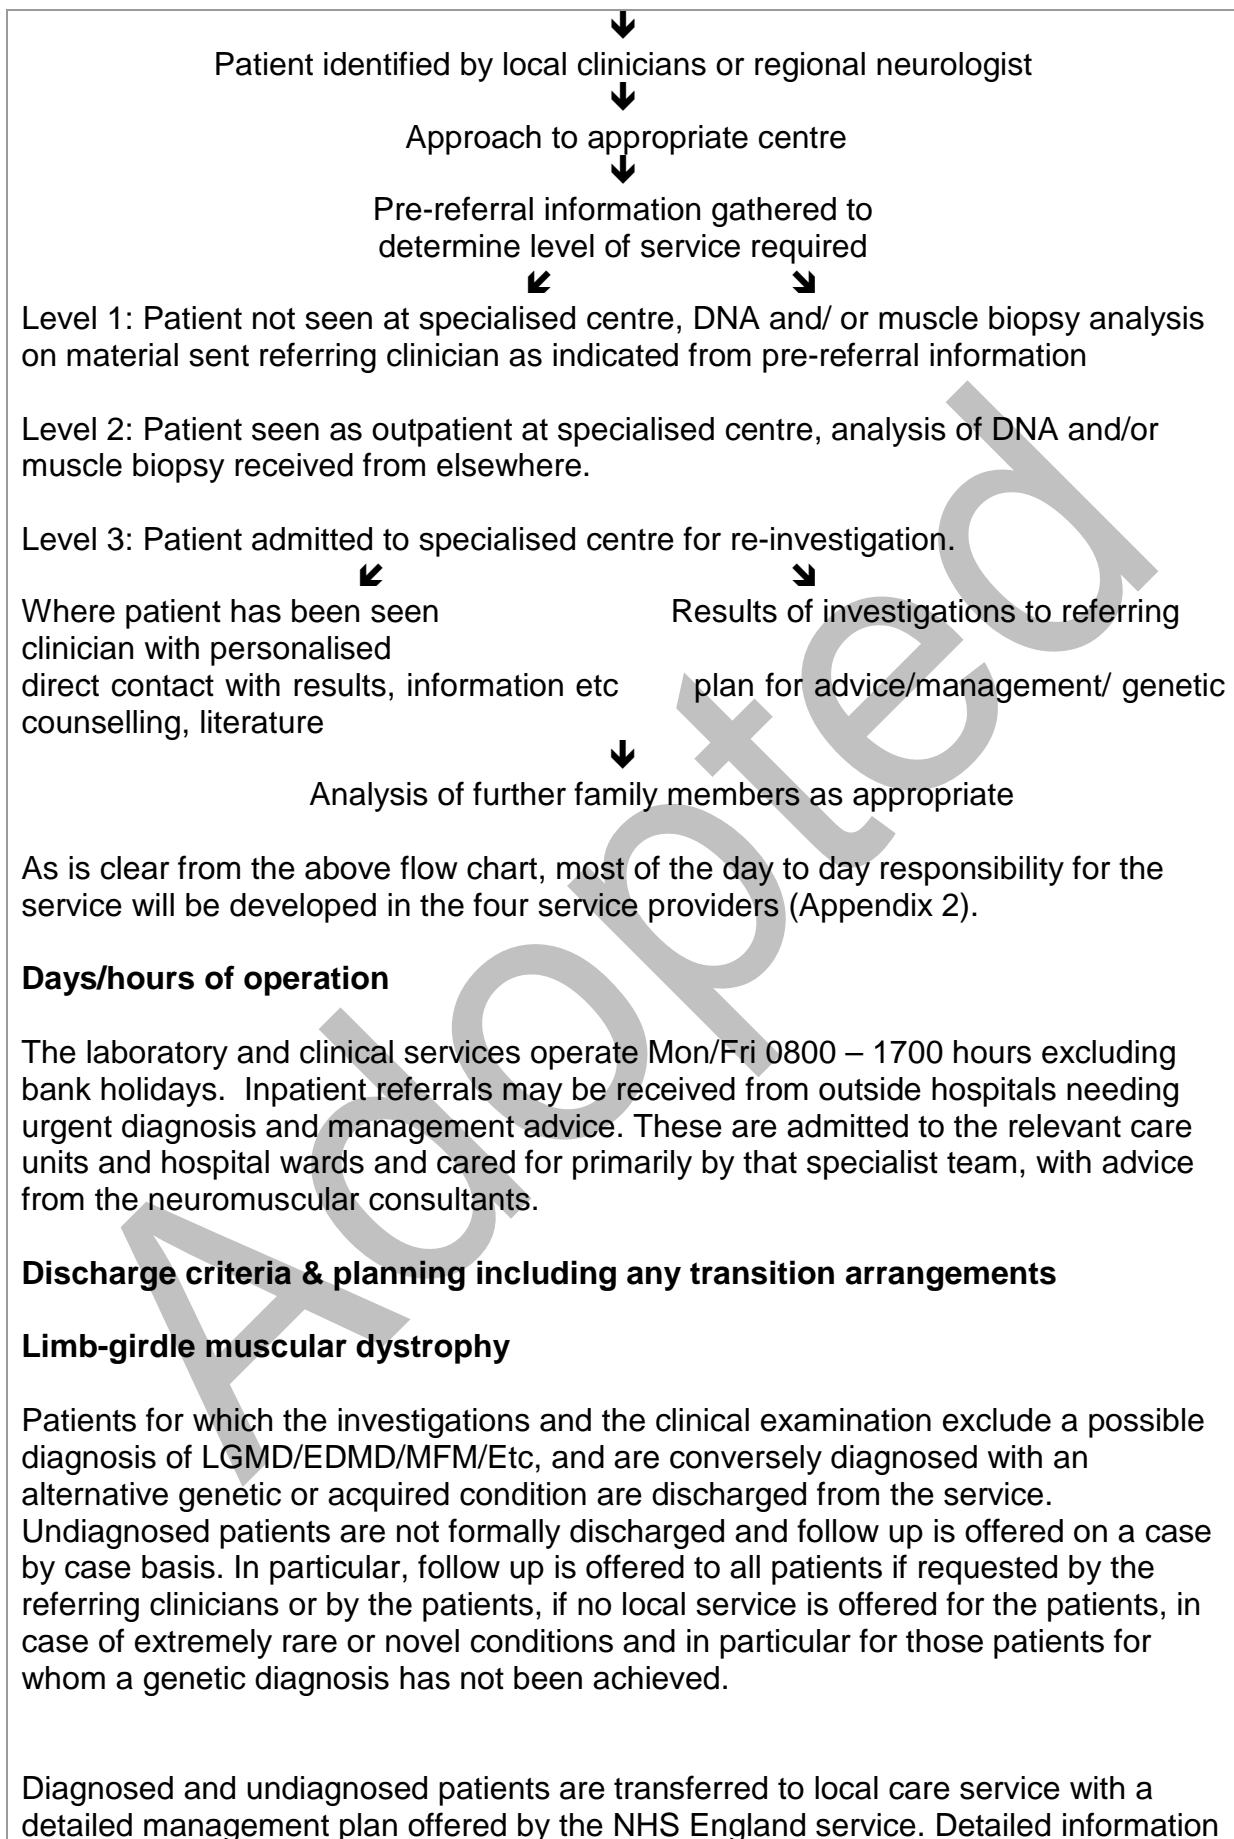 Patient identified by local clinicians or regional neurologist
Approach to appropriate centre
Pre-referral information gathered to
determine level of service required
Level 1: Patient not seen at specialised centre, DNA and/ or muscle biopsy analysis
on material sent referring clinician as indicated from pre-referral information
Level 2: Patient seen as outpatient at specialised centre, analysis of DNA and/or
muscle biopsy received from elsewhere.
Level 3: Patient admitted to specialised centre for re-investigation.
Where patient has been seen Results of investigations to referring
clinician with personalised
direct contact with results, information etc plan for advice/management/ genetic
counselling, literature
Analysis of further family members as appropriate
As is clear from the above flow chart, most of the day to day responsibility for the
service will be developed in the four service providers (Appendix 2).
Days/hours of operation
The laboratory and clinical services operate Mon/Fri 0800 – 1700 hours excluding
bank holidays. Inpatient referrals may be received from outside hospitals needing
urgent diagnosis and management advice. These are admitted to the relevant care
units and hospital wards and cared for primarily by that specialist team, with advice
from the neuromuscular consultants.
Discharge criteria & planning including any transition arrangements
Limb-girdle muscular dystrophy
Patients for which the investigations and the clinical examination exclude a possible
diagnosis of LGMD/EDMD/MFM/Etc, and are conversely diagnosed with an
alternative genetic or acquired condition are discharged from the service.
Undiagnosed patients are not formally discharged and follow up is offered on a case
by case basis. In particular, follow up is offered to all patients if requested by the
referring clinicians or by the patients, if no local service is offered for the patients, in
case of extremely rare or novel conditions and in particular for those patients for
whom a genetic diagnosis has not been achieved.
Diagnosed and undiagnosed patients are transferred to local care service with a
detailed management plan offered by the NHS England service. Detailed information
Adopted